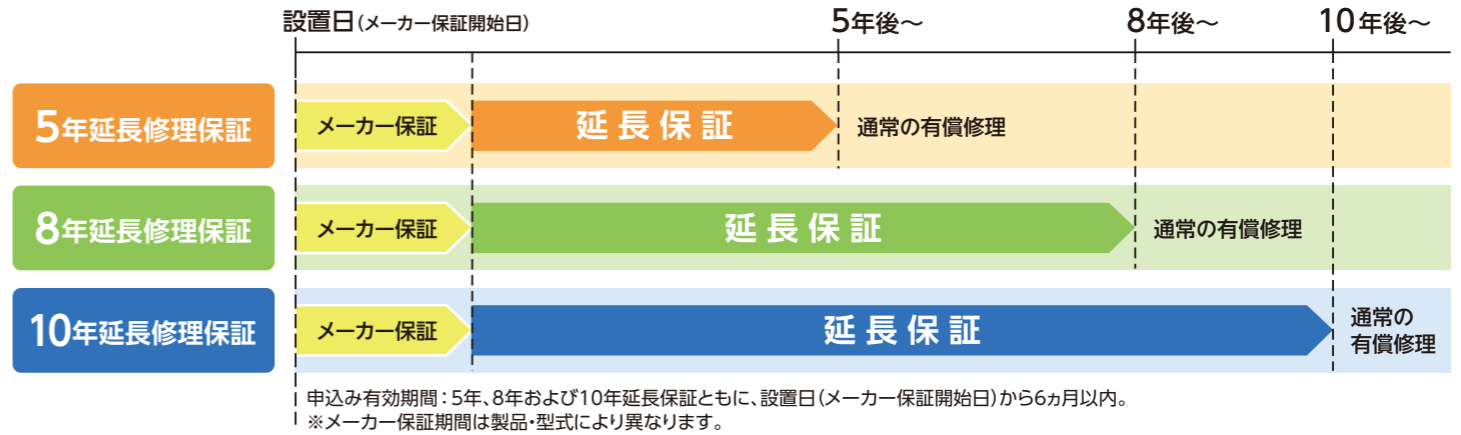 設置日(メーカー保証開始日) 5年後〜 8年後〜 10年後〜
5年延長修理保証 メーカー保証 延長保証 通常の有償修理
8年延長修理保証 メーカー保証 延長保証 通常の有償修理
10年延長修理保証 メーカー保証 延長保証 通常の
有償修理
申込み有効期間:5年、8年および10年延長保証ともに、設置日(メーカー保証開始日)から6ヵ月以内。
※メーカー保証期間は製品・型式により異なります。